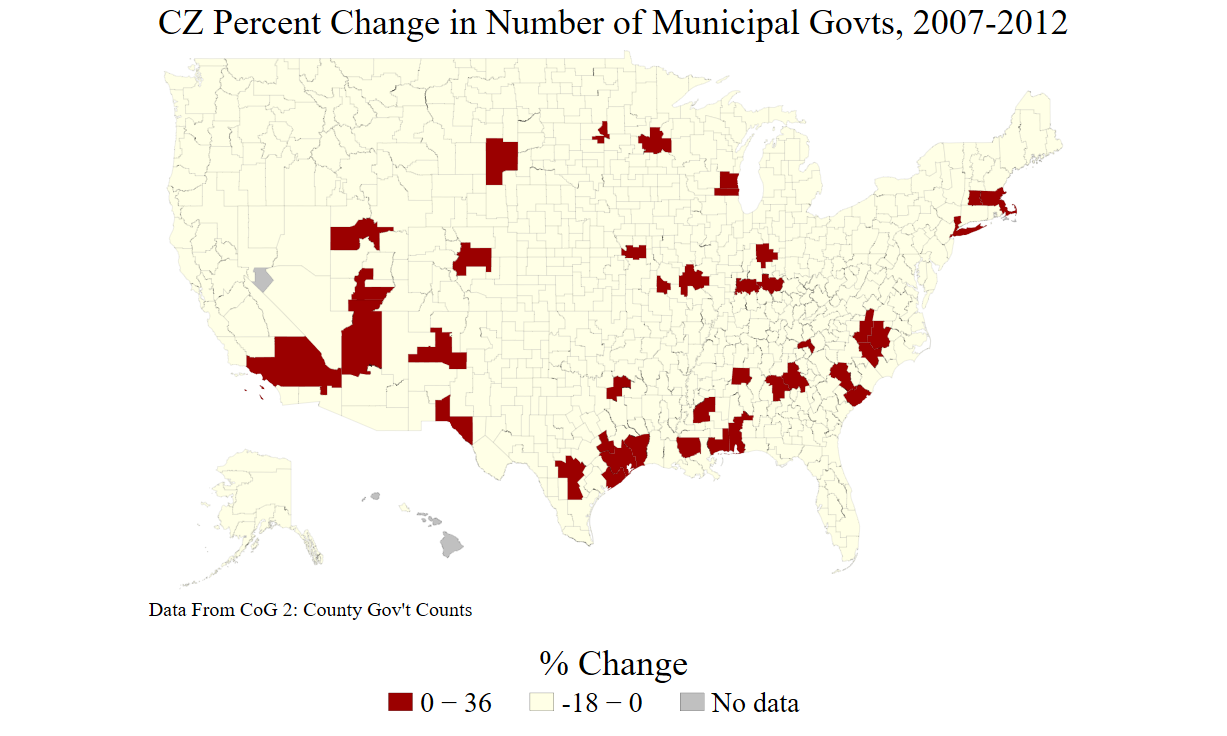 CZ Percent Change in Number of Municipal Govts, 2007-2012
Data From CoG 2: County Gov't Counts
% Change
0 − 36
-18 − 0
No data